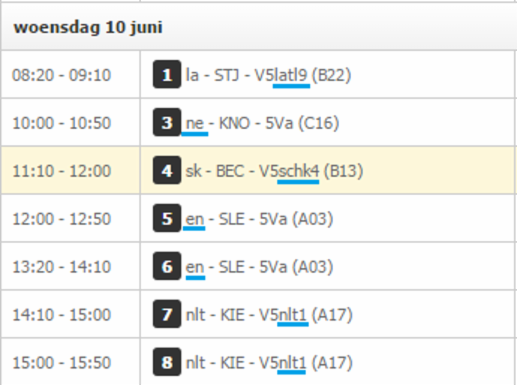 woensdag 10 juni
08:20 - 09:10 1 la - STJ - V5latl9 (B22)
10:00 - 10:50 3 ne - KNO - 5Va (C16)
11:10 - 12:00 4 sk - BEC - V5schk4 (B13)
12:00 - 12:50 5 en - SLE - 5Va (A03)
13:20 - 14:10 6 en - SLE - 5Va (A03)
14:10 - 15:00 7 nlt - KIE - V5nlt1 (A17)
15:00 - 15:50 8 nlt - KIE - V5nlt1 (A17)